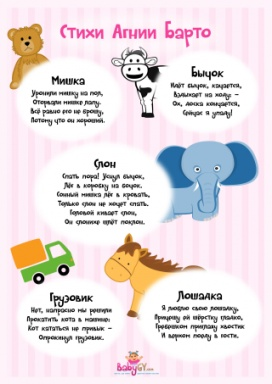 Стихи Агнии Барто
Мишка
Уронили мишку на пол,
Оторвали мишке лапу.
Всё равно его не брошу,
Потому что он хороший.
Бычок
Идёт бычок, качается,
Вздыхает на ходу:
- Ох, доска кончается,
Сейчас я упаду!
Слон
Спать пора! Уснул бычок,
Лёг в коробку на бочок.
Сонный мишка лёг в кровать,
Только слон не хочет спать.
Головой кивает слон,
Он слонихе шлёт поклон.
Грузовик
Нет, напрасно мы решили
Прокатить кота в машине:
Кот кататься не привык -
Опрокинул грузовик.
Лошадка
Я люблю свою лошадку,
Причешу ей шёрстку гладко,
Гребешком приглажу хвостик
И верхом поеду в гости.